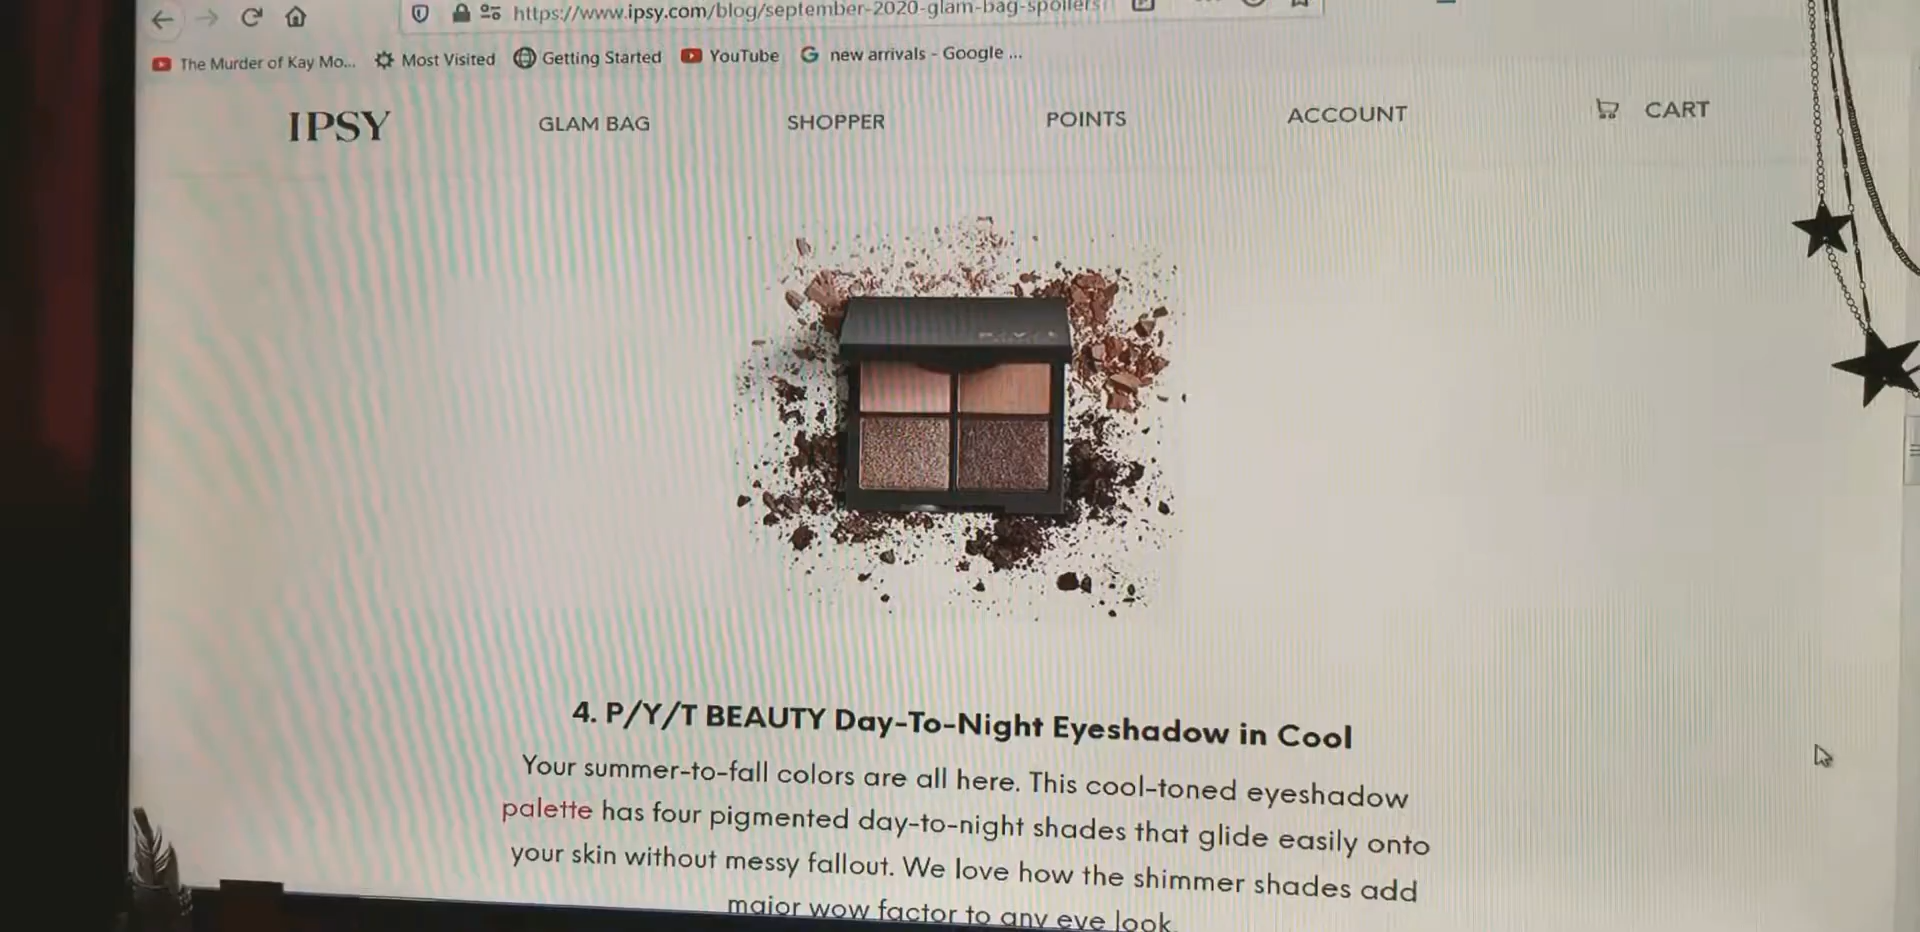 https://www.ipsy.com/blog/september-2020-glam-bag-spoilers
The Murder of Kay Mo... Most Visited Getting Started YouTube new arrivals - Google ...
IPSY GLAM BAG SHOPPER POINTS ACCOUNT CART
4. P/Y/T BEAUTY Day-To-Night Eyeshadow in Cool
Your summer-to-fall colors are all here. This cool-toned eyeshadow
palette has four pigmented day-to-night shades that glide easily onto
your skin without messy fallout. We love how the shimmer shades add
major wow factor to any eye look.